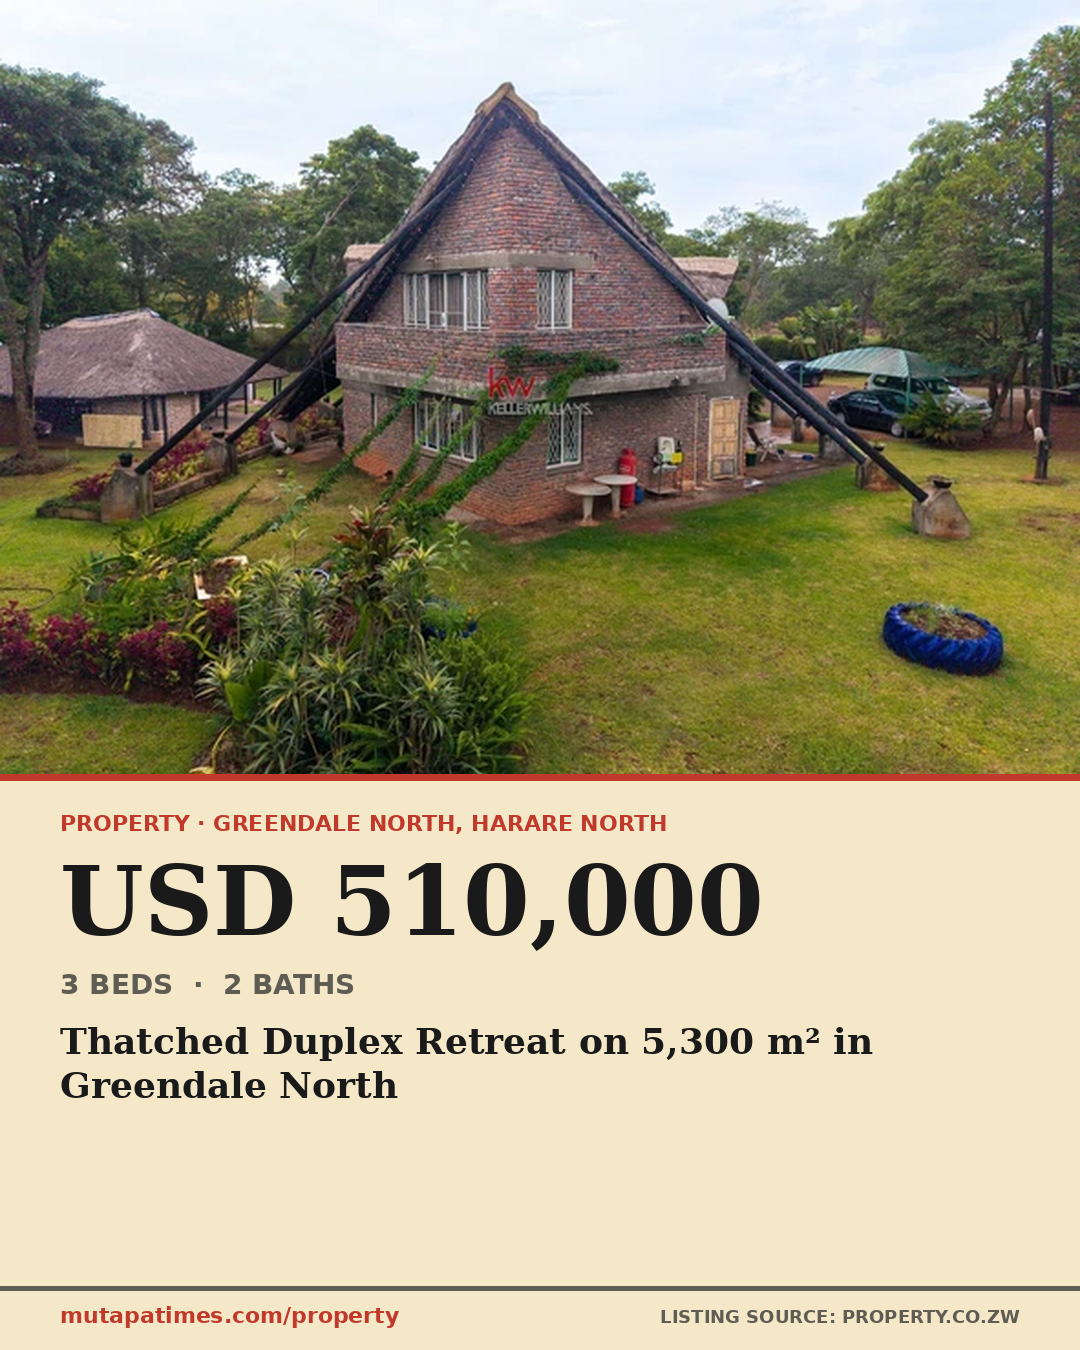 kw
KELLERWILLIAMS.
PROPERTY · GREENDALE NORTH, HARARE NORTH
USD 510,000
3 BEDS · 2 BATHS
Thatched Duplex Retreat on 5,300 m² in
Greendale North
mutapatimes.com/property
LISTING SOURCE: PROPERTY.CO.ZW